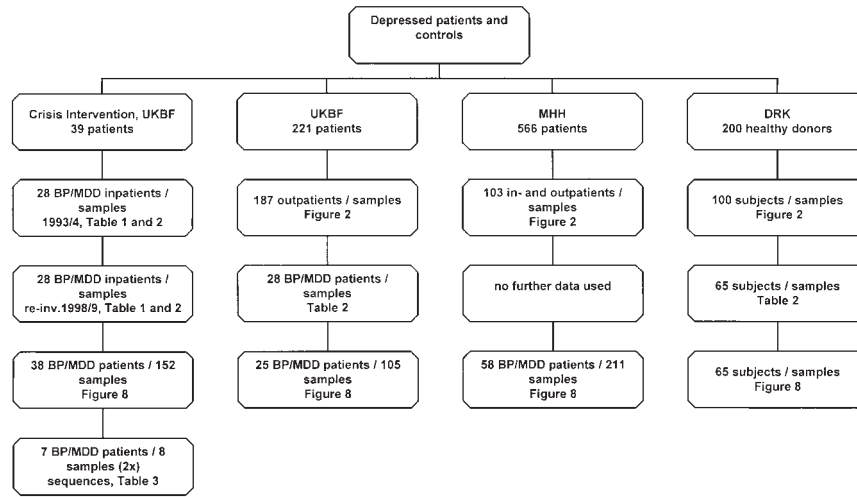 Depressed patients and
controls
Crisis Intervention, UKBF
39 patients
UKBF
221 patients
MHH
566 patients
DRK
200 healthy donors
28 BP/MDD inpatients /
samples
1993/4, Table 1 and 2
187 outpatients / samples
Figure 2
103 in- and outpatients /
samples
Figure 2
100 subjects / samples
Figure 2
28 BP/MDD inpatients /
samples
re-inv.1998/9, Table 1 and 2
28 BP/MDD patients /
samples
Table 2
no further data used
65 subjects / samples
Table 2
38 BP/MDD patients / 152
samples
Figure 8
25 BP/MDD patients / 105
samples
Figure 8
58 BP/MDD patients / 211
samples
Figure 8
65 subjects / samples
Figure 8
7 BP/MDD patients / 8
samples (2x)
sequences, Table 3